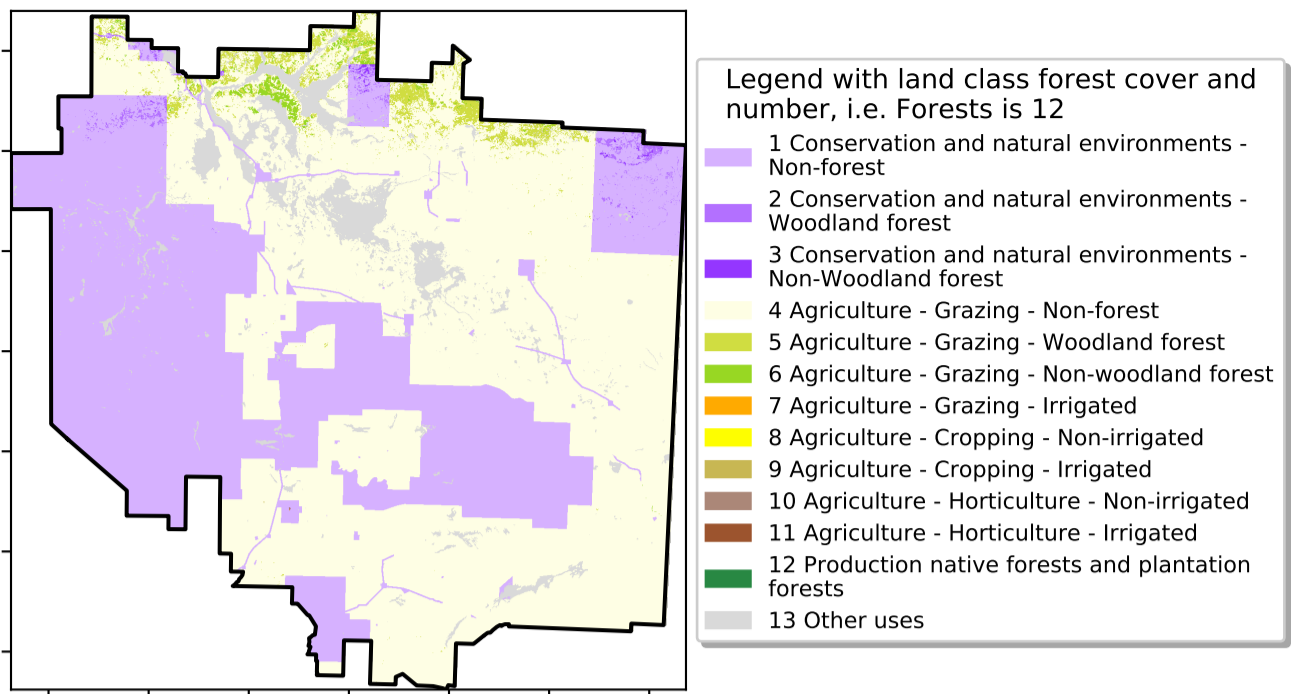 Legend with land class forest cover and
number, i.e. Forests is 12
1 Conservation and natural environments -
Non-forest
2 Conservation and natural environments -
Woodland forest
3 Conservation and natural environments -
Non-Woodland forest
4 Agriculture - Grazing - Non-forest
5 Agriculture - Grazing - Woodland forest
6 Agriculture - Grazing - Non-woodland forest
7 Agriculture - Grazing - Irrigated
8 Agriculture - Cropping - Non-irrigated
9 Agriculture - Cropping - Irrigated
10 Agriculture - Horticulture - Non-irrigated
11 Agriculture - Horticulture - Irrigated
12 Production native forests and plantation
forests
13 Other uses